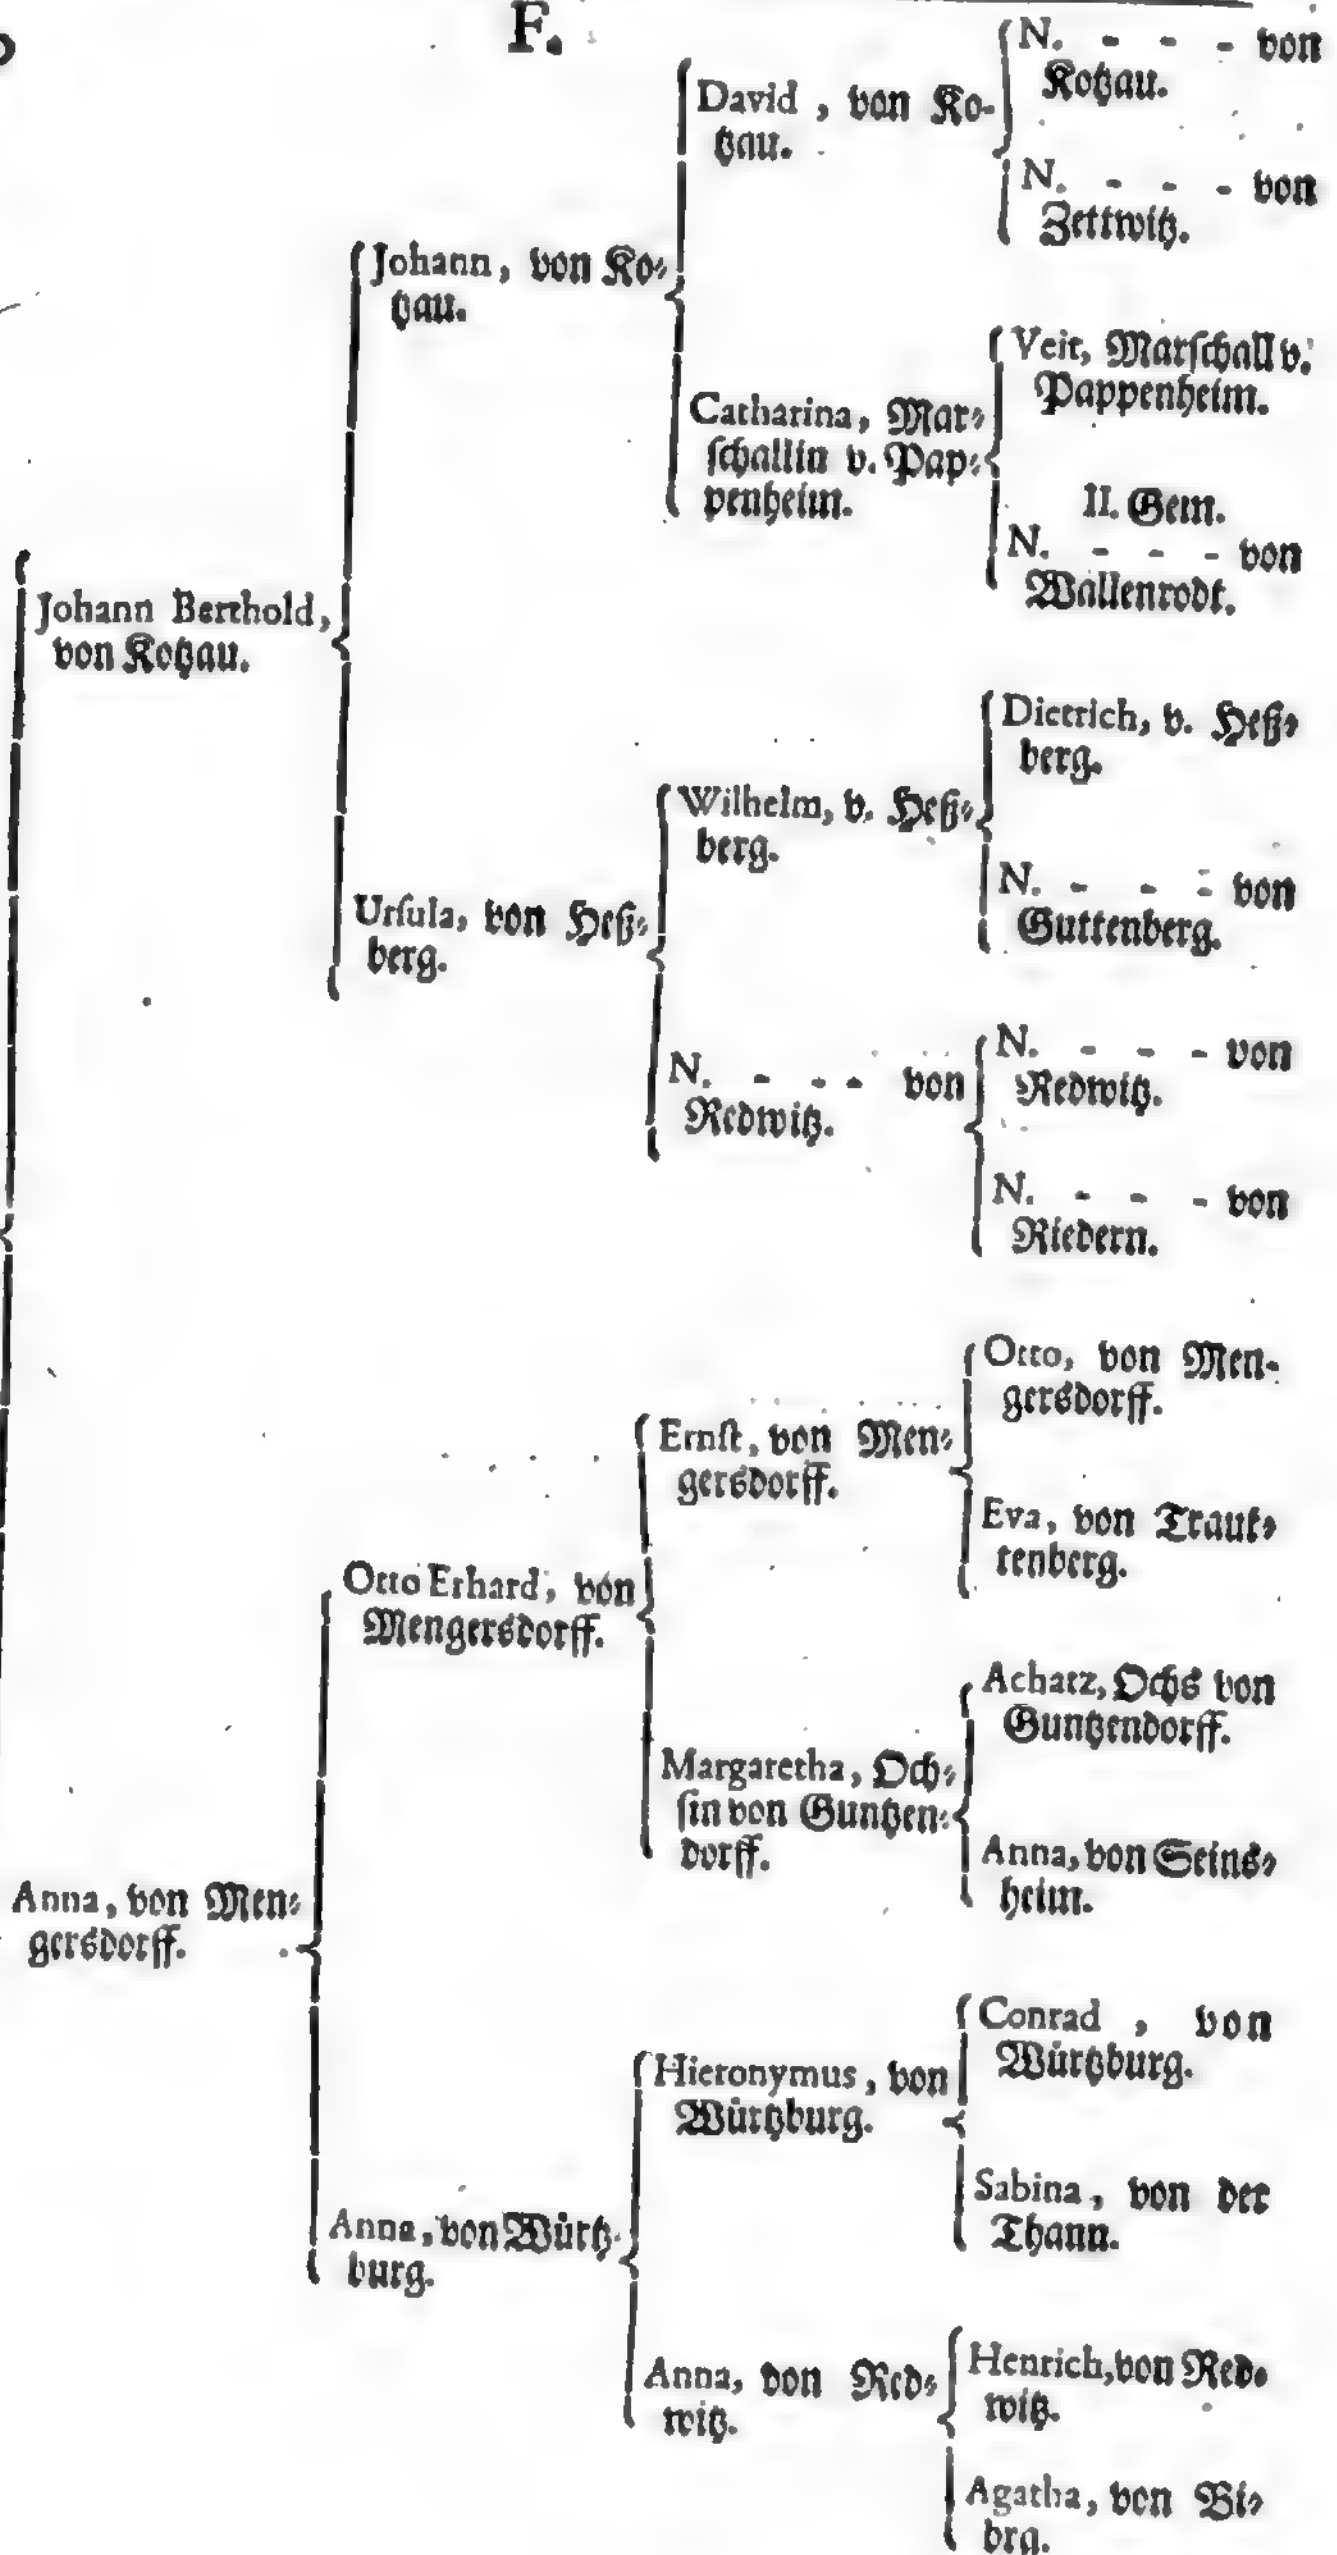 F.
N. - - - von
Kotzau.
David, von Ko-
tzau.
N. - - - von
Zettwitz.
Johann, von Ko-
tzau.
Veit, Marschall v.
Pappenheim.
Catharina, Mar-
schallin v. Pap-
penheim.
II. Gem.
N. - - - von
Wallenrodt.
Johann Berthold,
von Kotzau.
Dietrich, v. Heß-
berg.
Wilhelm, v. Heß-
berg.
N. - - - von
Guttenberg.
Ursula, von Heß-
berg.
N. - - - von
Redwitz.
N. - - - von
Redwitz.
N. - - - von
Riedern.
Otto, von Men-
gersdorff.
Ernst, von Men-
gersdorff.
Eva, von Traut-
tenberg.
Otto Erhard, von
Mengersdorff.
Achatz, Ochs von
Guntzendorff.
Margaretha, Och-
sin von Guntzen-
dorff.
Anna, von Seins-
heim.
Anna, von Men-
gersdorff.
Conrad, von
Würtzburg.
Hieronymus, von
Würtzburg.
Sabina, von der
Thann.
Anna, von Würtz-
burg.
Henrich, von Red-
witz.
Anna, von Red-
witz.
Agatha, von Bi-
bra.